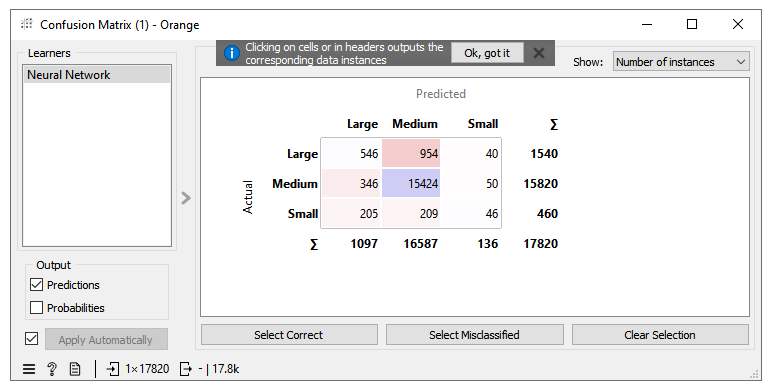 Confusion Matrix (1) - Orange
Learners
Neural Network
Clicking on cells or in headers outputs the
corresponding data instances
Ok, got it
Show: Number of instances
Predicted
Large Medium Small Σ
Actual
Large 546 954 40 1540
Medium 346 15424 50 15820
Small 205 209 46 460
Σ 1097 16587 136 17820
Output
Predictions
Probabilities
Apply Automatically
Select Correct
Select Misclassified
Clear Selection
1×17820 - | 17.8k